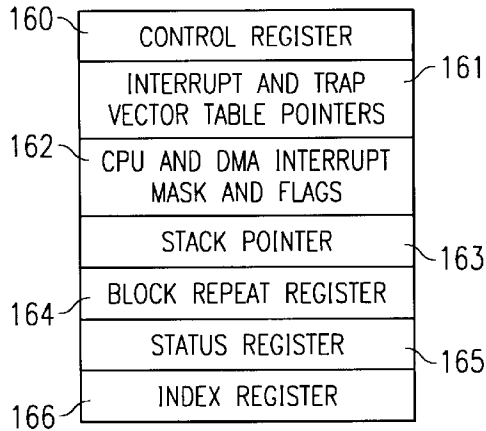 160
CONTROL REGISTER
INTERRUPT AND TRAP
VECTOR TABLE POINTERS
161
162
CPU AND DMA INTERRUPT
MASK AND FLAGS
STACK POINTER
163
164
BLOCK REPEAT REGISTER
STATUS REGISTER
165
166
INDEX REGISTER